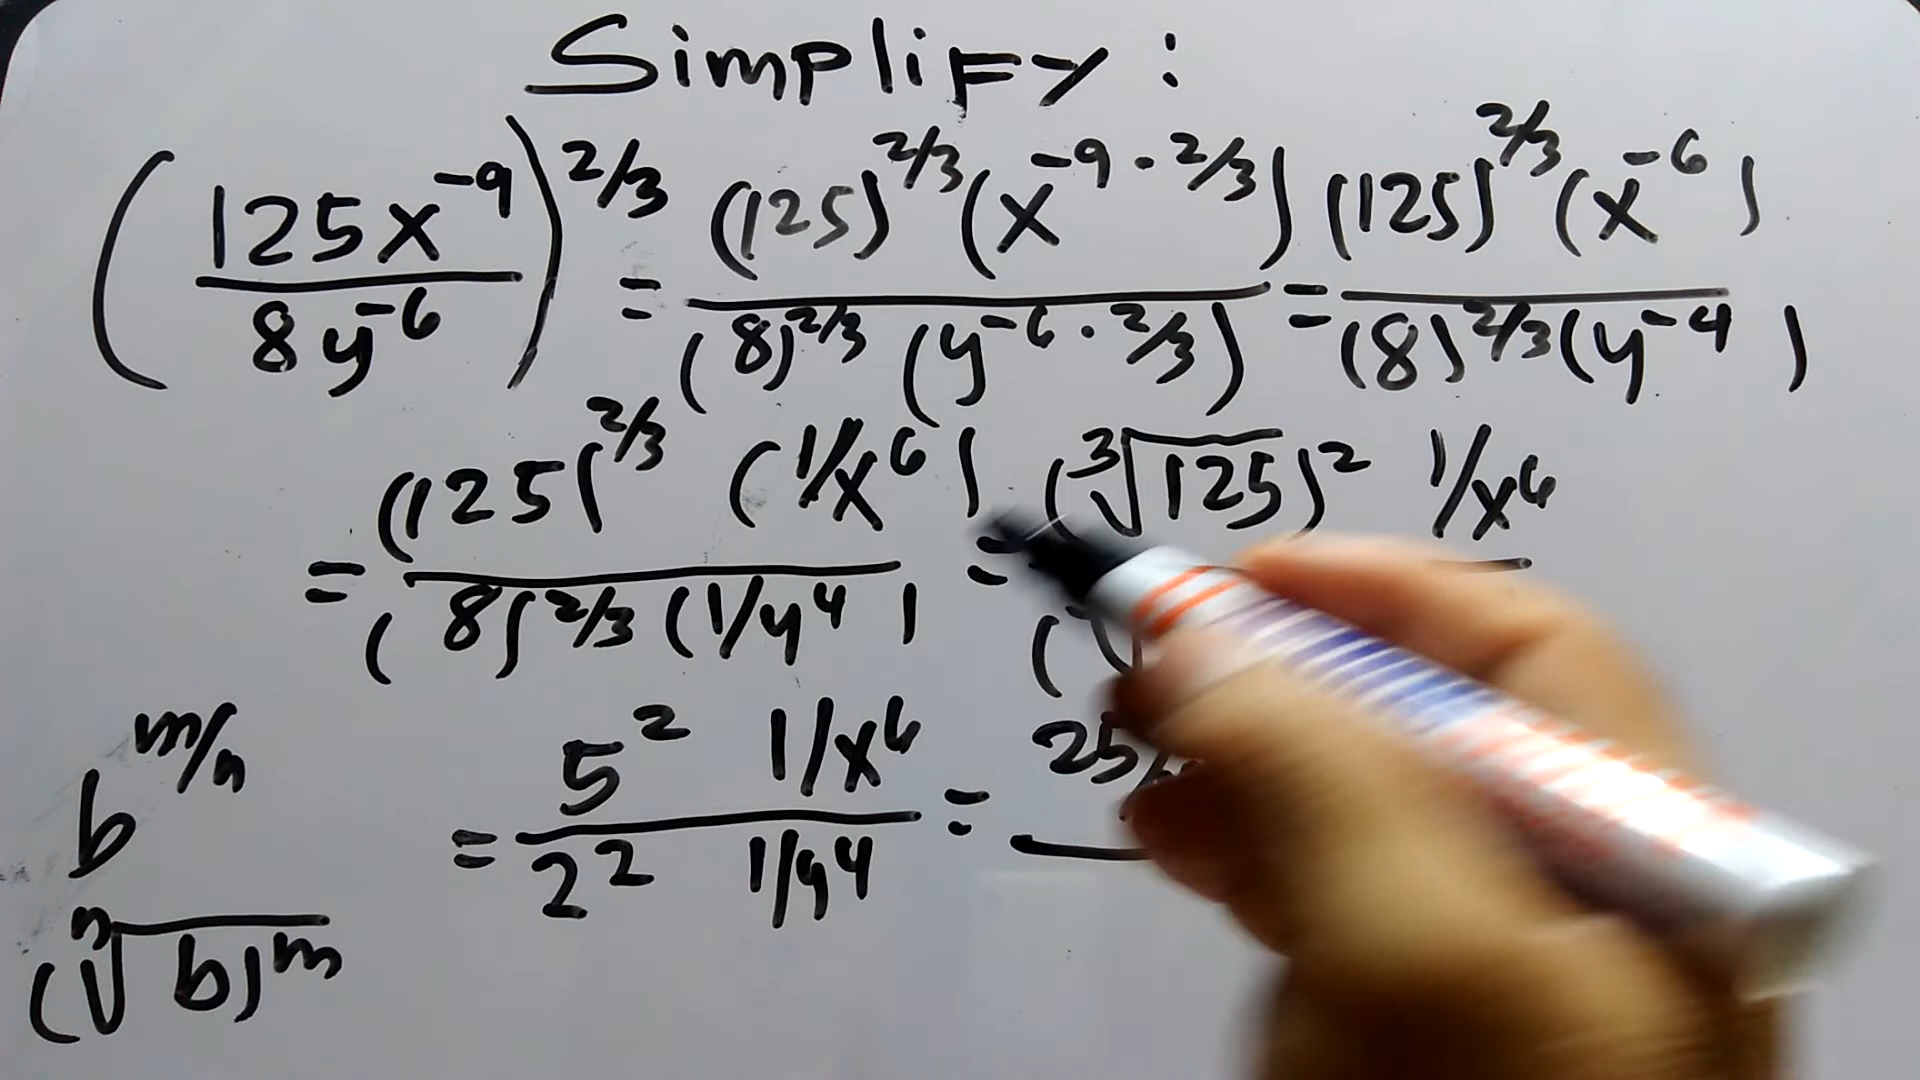 Simplify:
(125x^-9 / 8y^-6)^2/3 = (125)^2/3 (x^-9·2/3) / (8)^2/3 (y^-6·2/3) = (125)^2/3 (x^-6) / (8)^2/3 (y^-4)
= (125)^2/3 (1/x^6) / (8)^2/3 (1/y^4) = (∛125)^2 1/x^6
b^m/n
= 5^2 1/x^6 / 2^2 1/y^4 = 25/
(ⁿ√b)^m